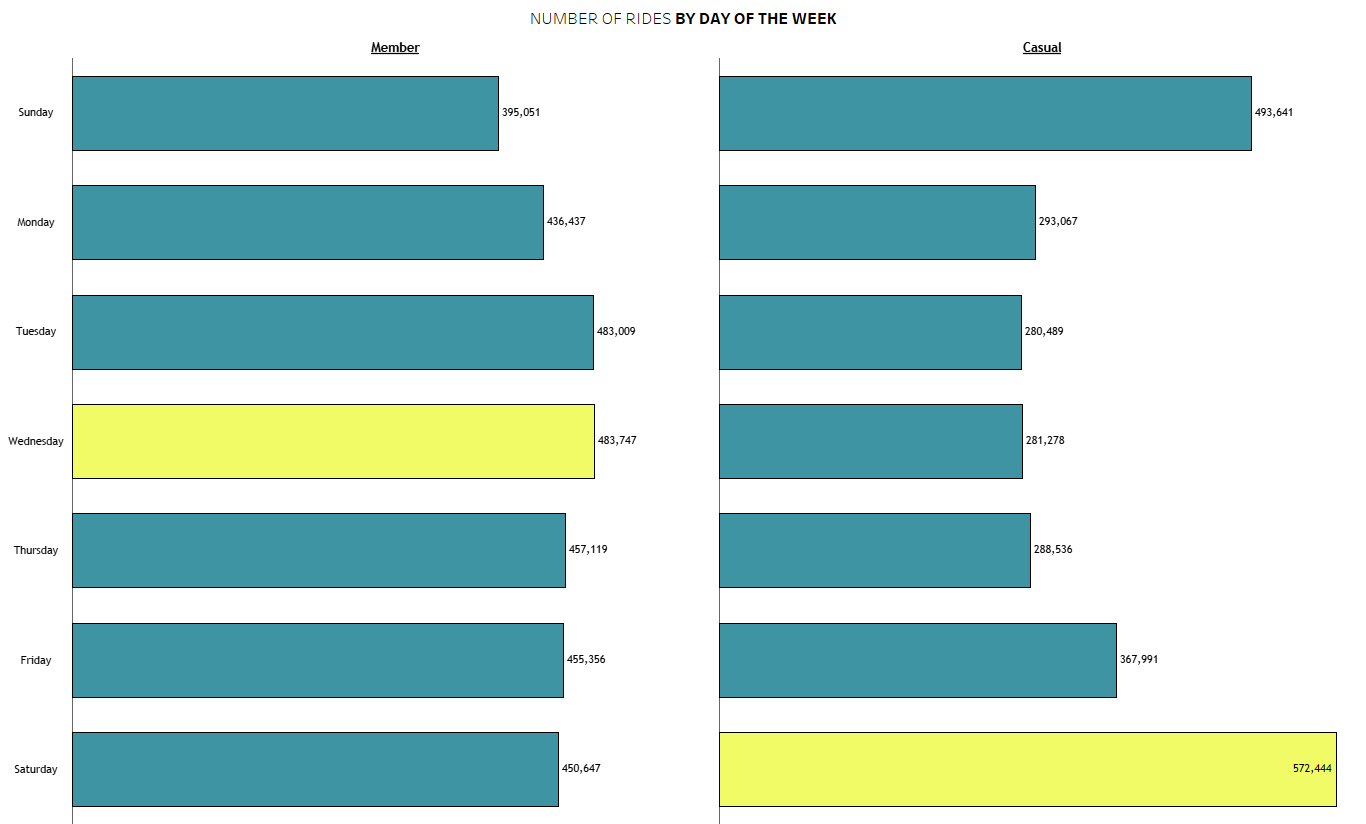 NUMBER OF RIDES BY DAY OF THE WEEK
Member Casual
Sunday 395,051 493,641
Monday 436,437 293,067
Tuesday 483,009 280,489
Wednesday 483,747 281,278
Thursday 457,119 288,536
Friday 455,356 367,991
Saturday 450,647 572,444